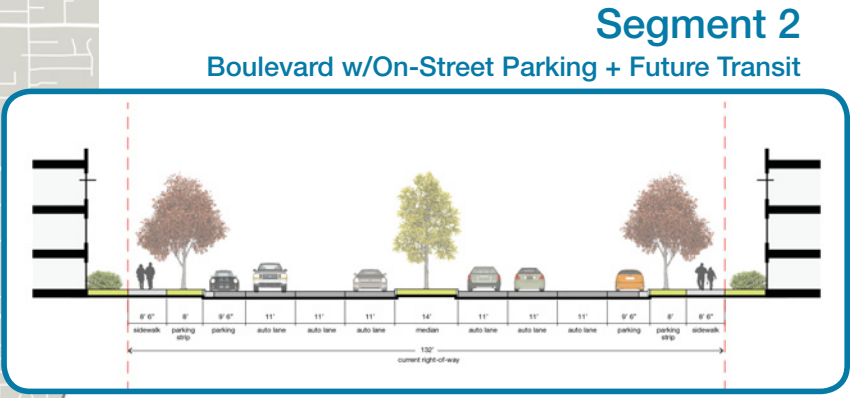 Segment 2
Boulevard w/On-Street Parking + Future Transit
8' 6" 8' 9' 6" 11' 11' 11' 14' 11' 11' 11' 9' 6" 8' 8' 6"
sidewalk parking strip parking auto lane auto lane auto lane median auto lane auto lane auto lane parking parking strip sidewalk
132'
current right-of-way